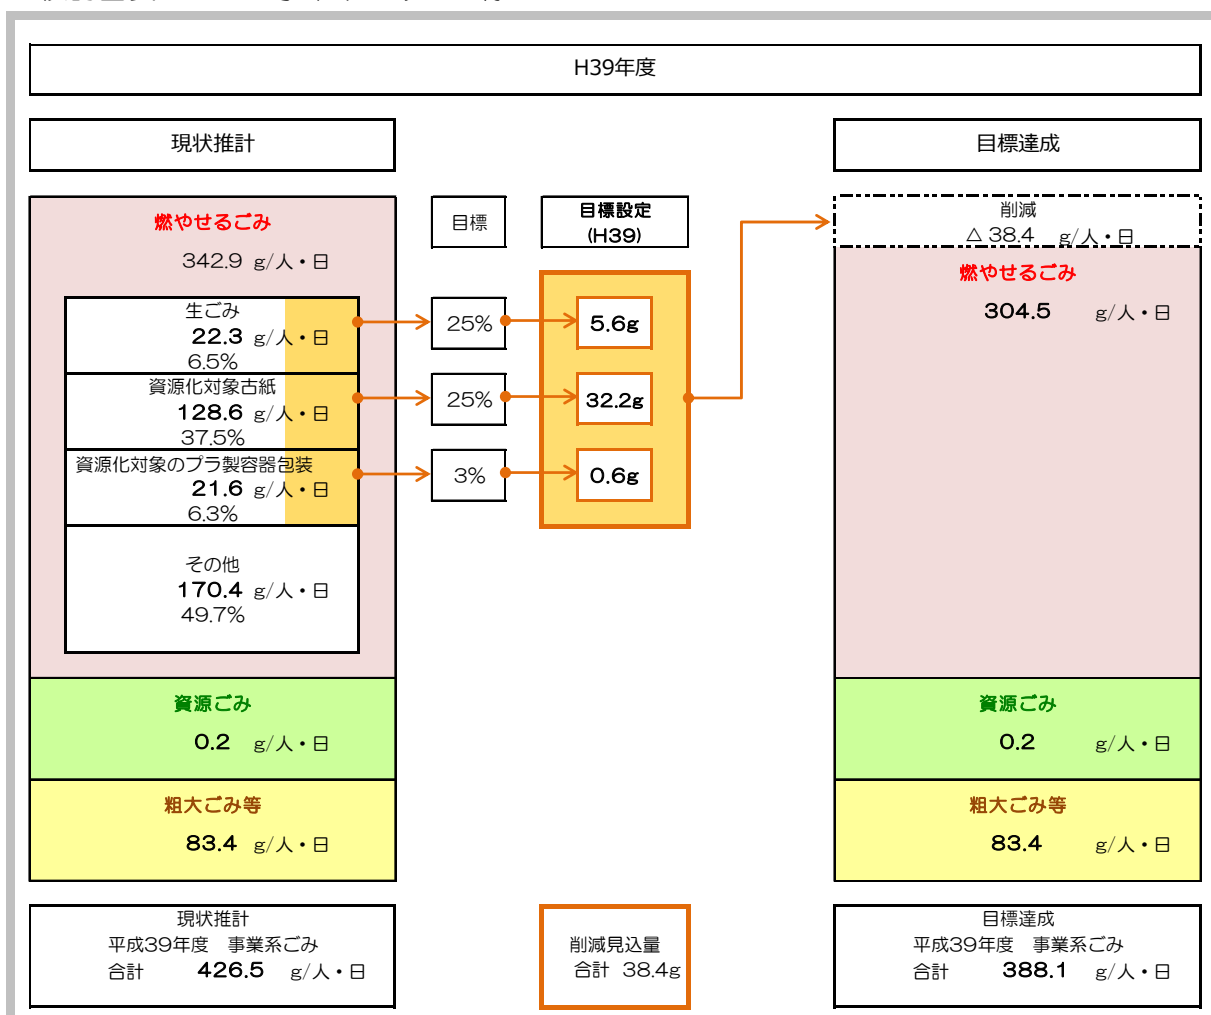 H39年度
現状推計
目標達成
燃やせるごみ
342.9 g/人・日
目標
目標設定
(H39)
削減
△ 38.4 g/人・日
燃やせるごみ
304.5 g/人・日
生ごみ
22.3 g/人・日
6.5%
25%
5.6g
資源化対象古紙
128.6 g/人・日
37.5%
25%
32.2g
資源化対象のプラ製容器包装
21.6 g/人・日
6.3%
3%
0.6g
その他
170.4 g/人・日
49.7%
資源ごみ
0.2 g/人・日
資源ごみ
0.2 g/人・日
粗大ごみ等
83.4 g/人・日
粗大ごみ等
83.4 g/人・日
現状推計
平成39年度 事業系ごみ
合計 426.5 g/人・日
削減見込量
合計 38.4g
目標達成
平成39年度 事業系ごみ
合計 388.1 g/人・日